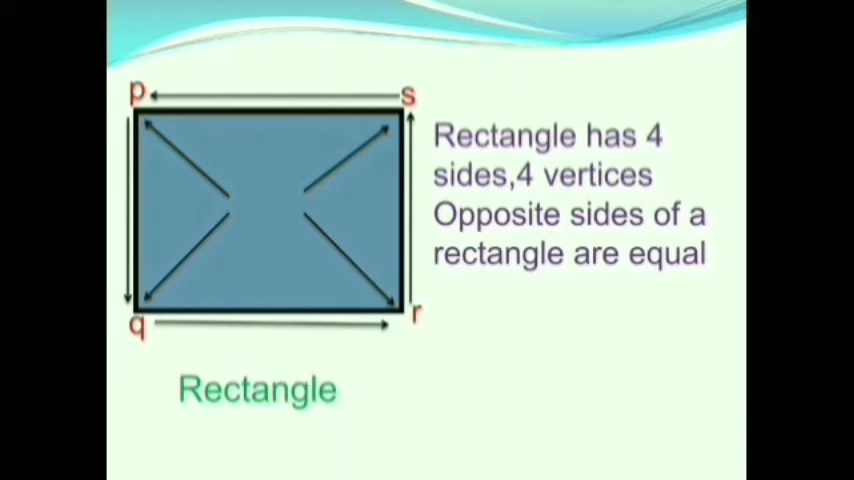 p
s
Rectangle has 4
sides,4 vertices
Opposite sides of a
rectangle are equal
q
r
Rectangle